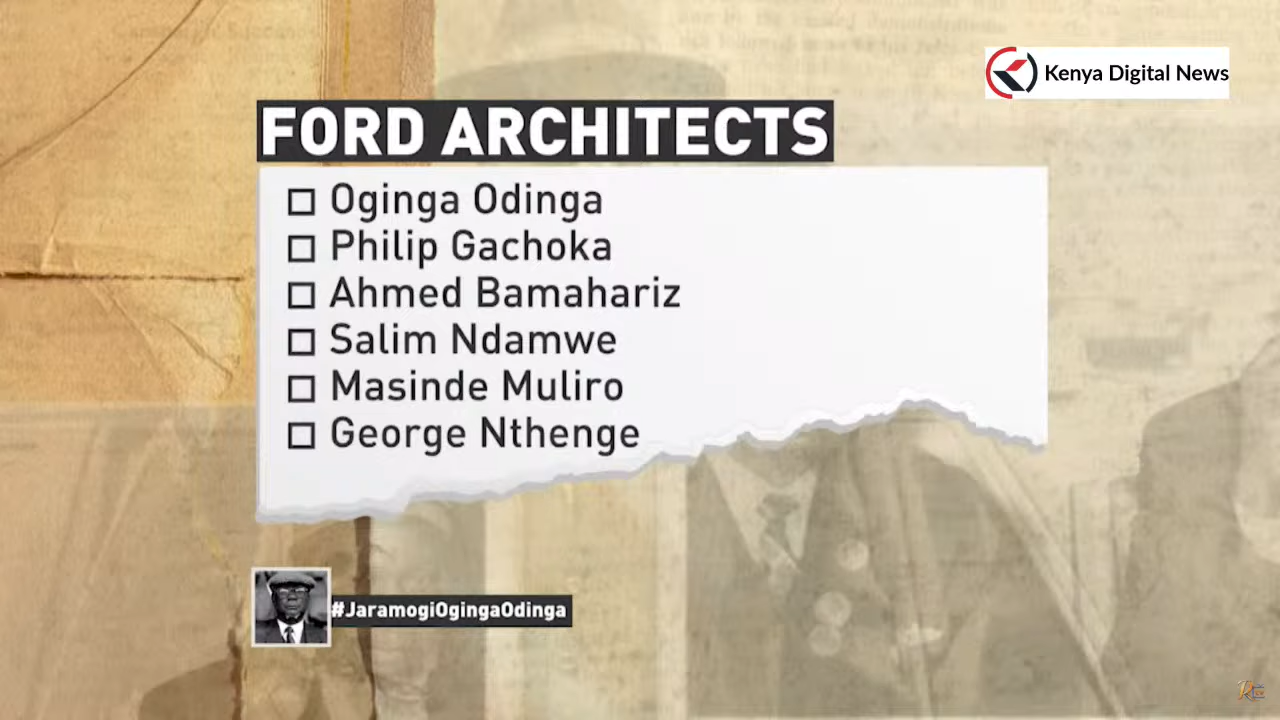 Kenya Digital News
FORD ARCHITECTS
Oginga Odinga
Philip Gachoka
Ahmed Bamahariz
Salim Ndamwe
Masinde Muliro
George Nthenge
#JaramogiOgingaOdinga